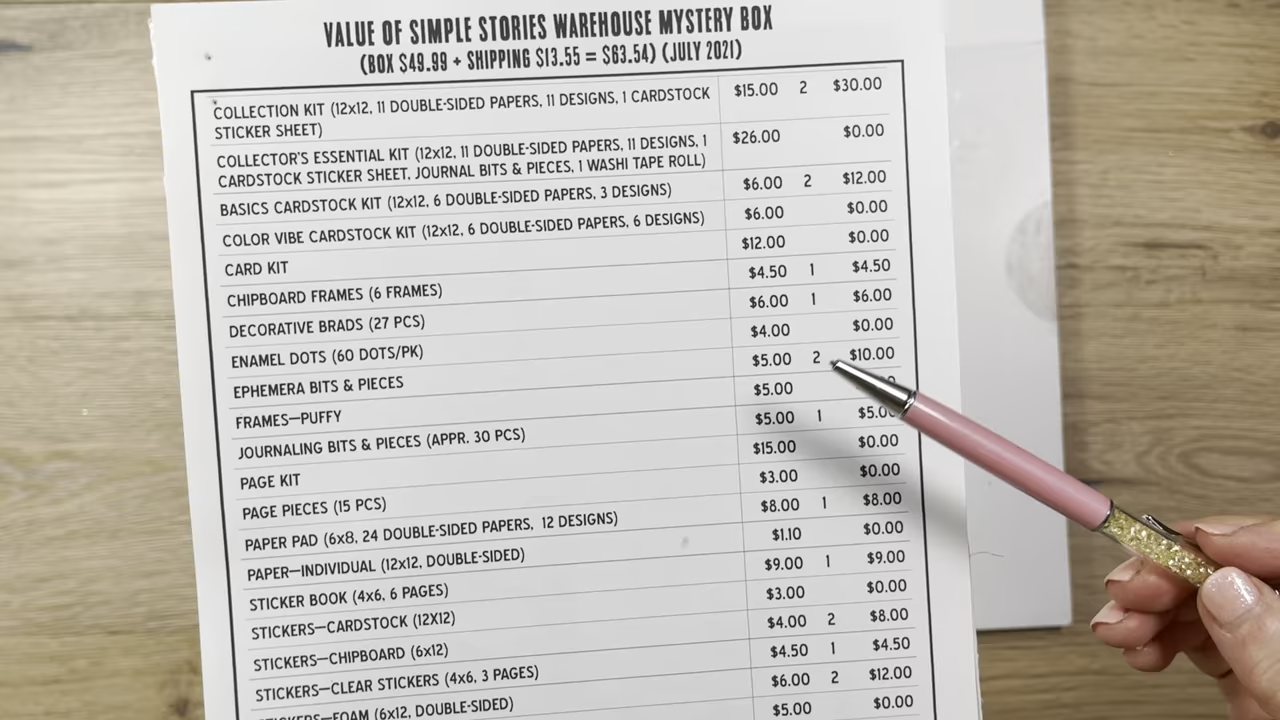 VALUE OF SIMPLE STORIES WAREHOUSE MYSTERY BOX
(BOX $49.99 + SHIPPING $13.55 = $63.54) (JULY 2021)
COLLECTION KIT (12x12, 11 DOUBLE-SIDED PAPERS, 11 DESIGNS, 1 CARDSTOCK $15.00 2 $30.00
STICKER SHEET)
COLLECTOR'S ESSENTIAL KIT (12x12, 11 DOUBLE-SIDED PAPERS, 11 DESIGNS, 1 $26.00 $0.00
CARDSTOCK STICKER SHEET, JOURNAL BITS & PIECES, 1 WASHI TAPE ROLL)
BASICS CARDSTOCK KIT (12x12, 6 DOUBLE-SIDED PAPERS, 3 DESIGNS) $6.00 2 $12.00
COLOR VIBE CARDSTOCK KIT (12x12, 6 DOUBLE-SIDED PAPERS, 6 DESIGNS) $6.00 $0.00
CARD KIT $12.00 $0.00
CHIPBOARD FRAMES (6 FRAMES) $4.50 1 $4.50
DECORATIVE BRADS (27 PCS) $6.00 1 $6.00
ENAMEL DOTS (60 DOTS/PK) $4.00 $0.00
EPHEMERA BITS & PIECES $5.00 2 $10.00
FRAMES—PUFFY $5.00
JOURNALING BITS & PIECES (APPR. 30 PCS) $5.00 1 $5.00
PAGE KIT $15.00 $0.00
PAGE PIECES (15 PCS) $3.00 $0.00
PAPER PAD (6x8, 24 DOUBLE-SIDED PAPERS, 12 DESIGNS) $8.00 1 $8.00
PAPER—INDIVIDUAL (12x12, DOUBLE-SIDED) $1.10 $0.00
STICKER BOOK (4x6, 6 PAGES) $9.00 1 $9.00
STICKERS—CARDSTOCK (12X12) $3.00 $0.00
STICKERS—CHIPBOARD (6x12) $4.00 2 $8.00
STICKERS—CLEAR STICKERS (4x6, 3 PAGES) $4.50 1 $4.50
STICKERS—FOAM (6x12, DOUBLE-SIDED) $6.00 2 $12.00
$5.00 $0.00